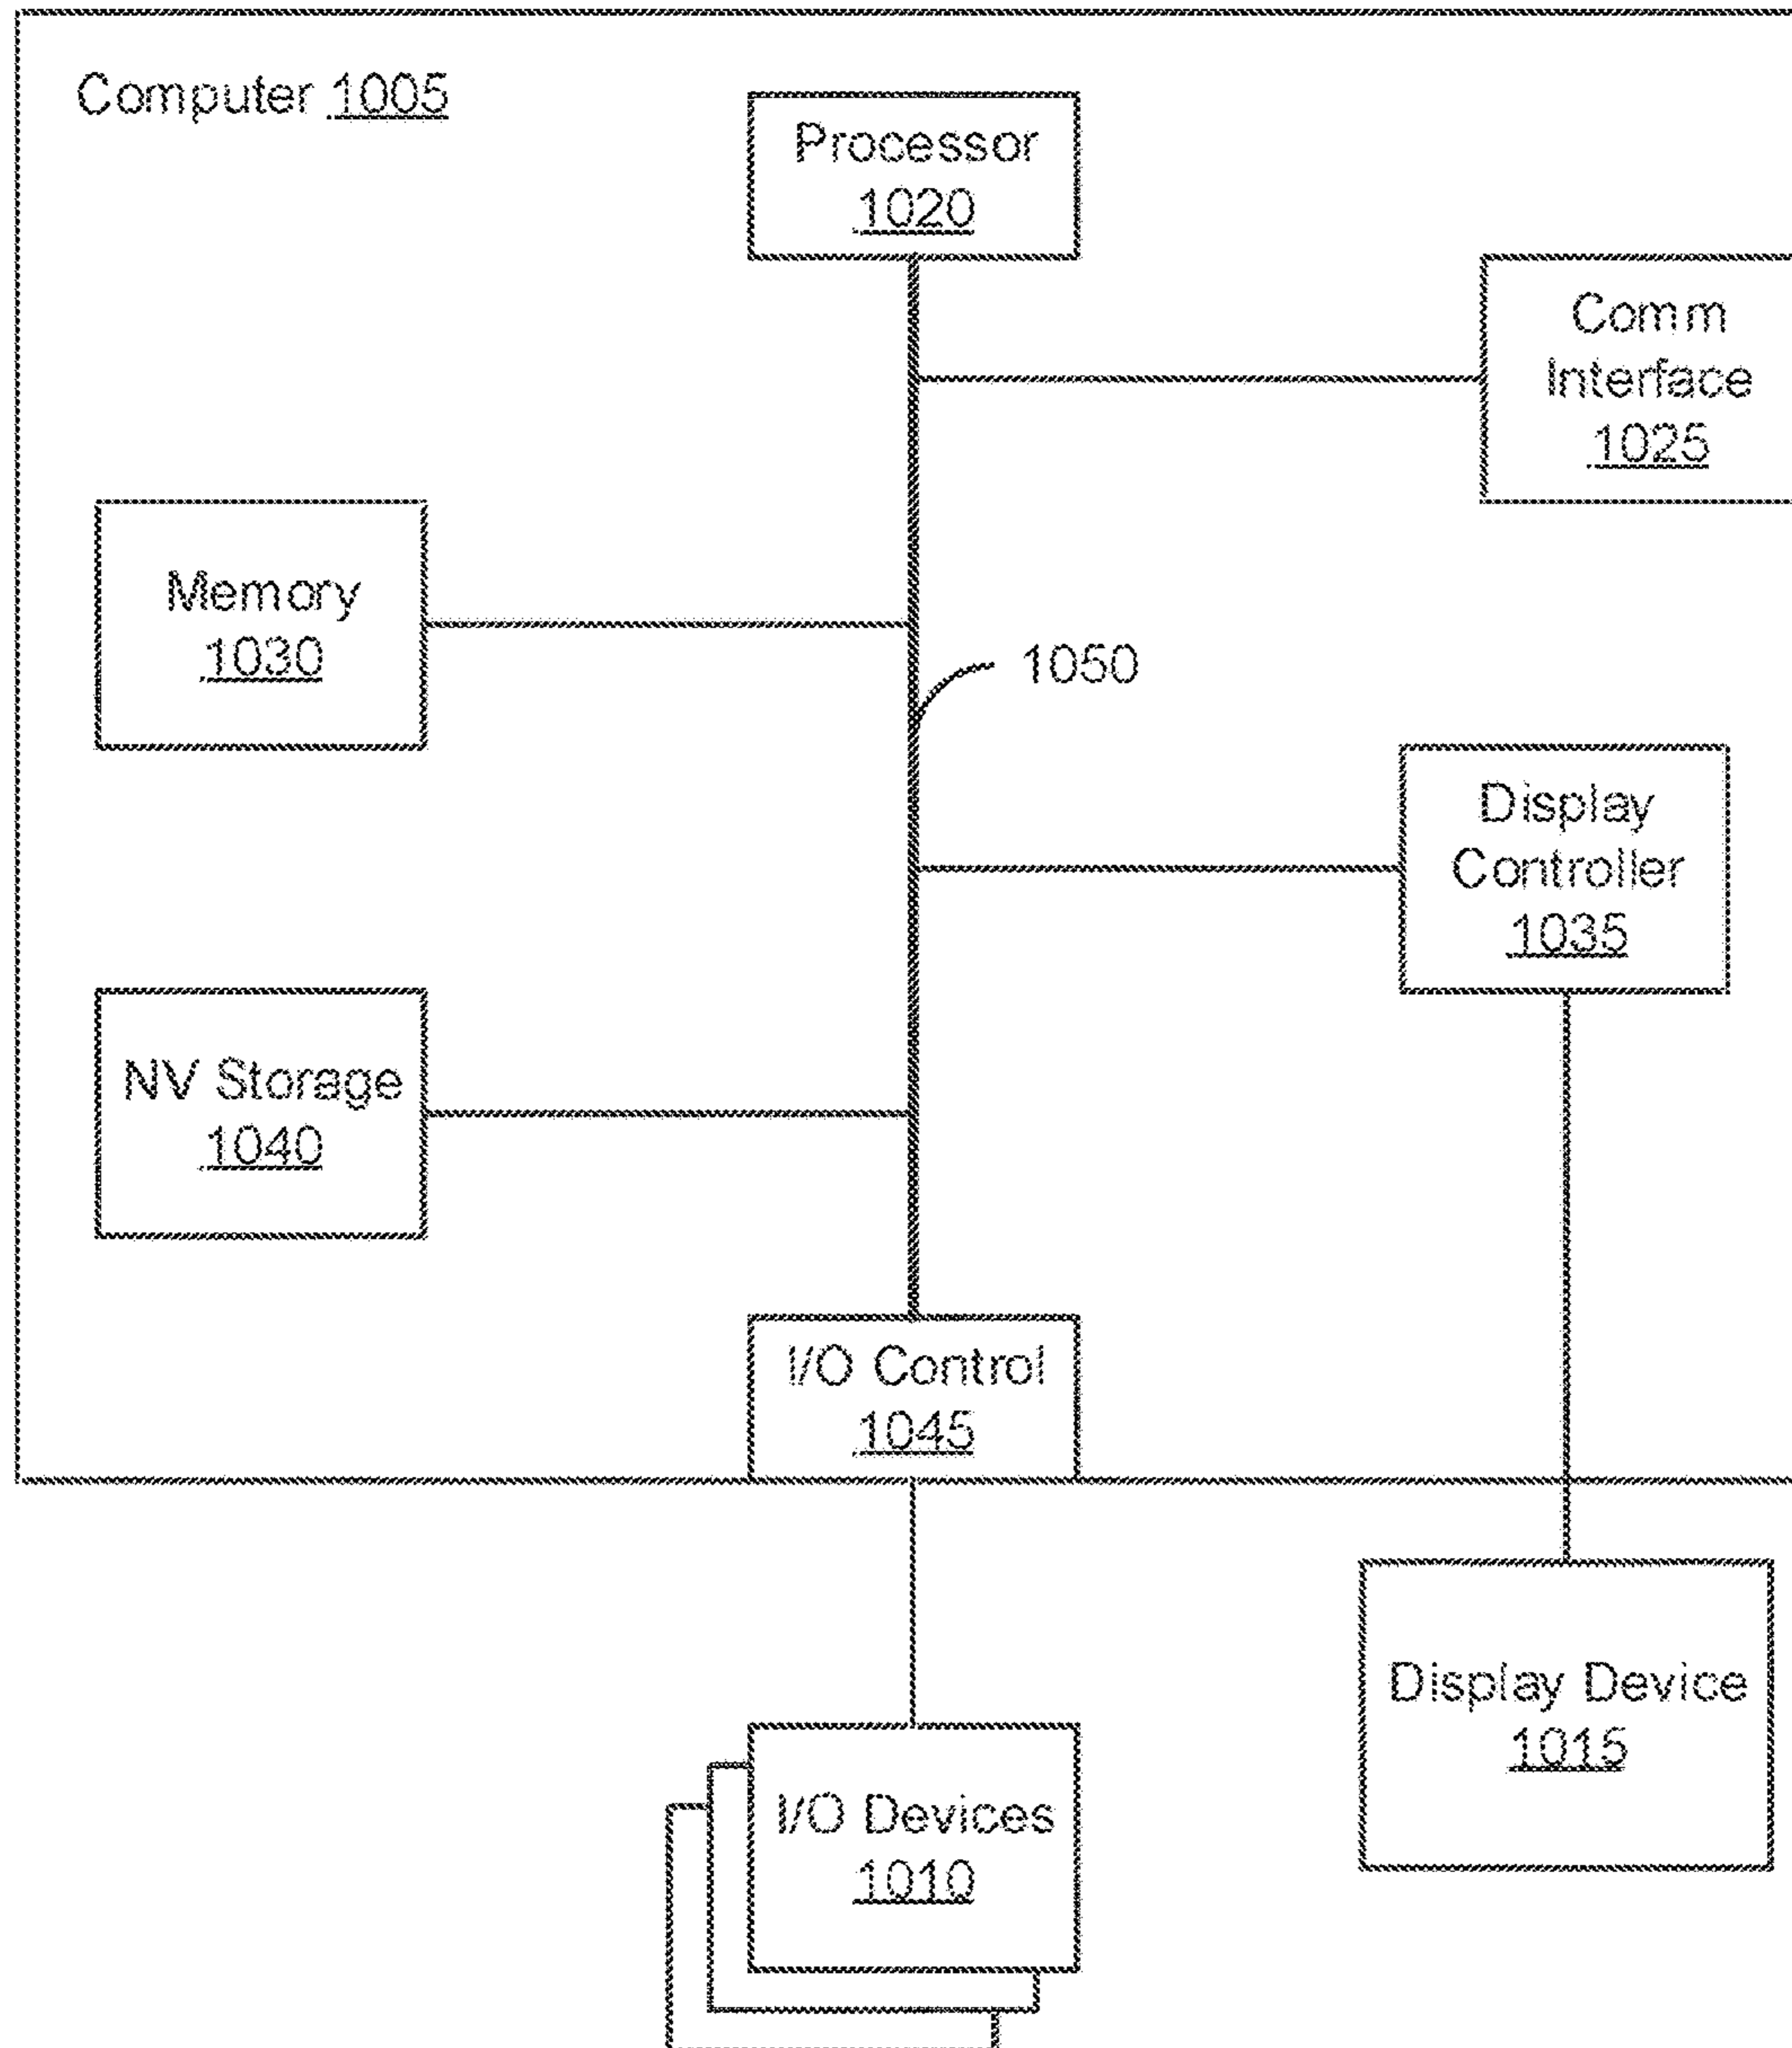 Computer 1005
Processor
1020
Comm
Interface
1025
Memory
1030
1050
Display
Controller
1035
NV Storage
1040
I/O Control
1045
Display Device
1015
I/O Devices
1010